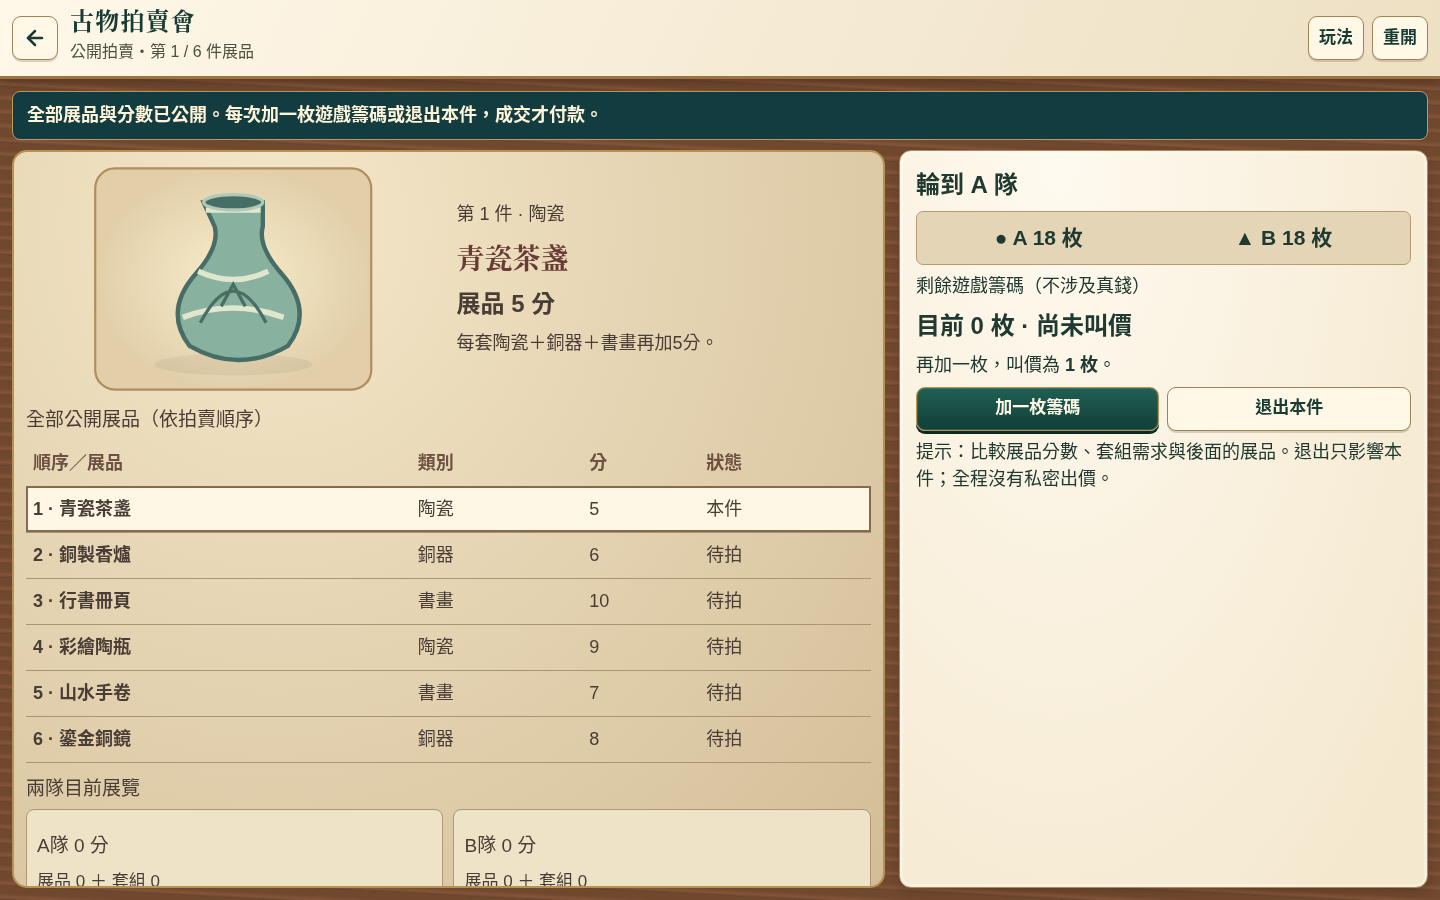 古物拍賣會
公開拍賣・第 1 / 6 件展品
玩法
重開
全部展品與分數已公開。每次加一枚遊戲籌碼或退出本件，成交才付款。
第 1 件 · 陶瓷
青瓷茶盞
展品 5 分
每套陶瓷＋銅器＋書畫再加5分。
全部公開展品（依拍賣順序）
順序／展品 類別 分 狀態
1 · 青瓷茶盞 陶瓷 5 本件
2 · 銅製香爐 銅器 6 待拍
3 · 行書冊頁 書畫 10 待拍
4 · 彩繪陶瓶 陶瓷 9 待拍
5 · 山水手卷 書畫 7 待拍
6 · 鎏金銅鏡 銅器 8 待拍
兩隊目前展覽
A隊 0 分
展品 0 ＋ 套組 0
B隊 0 分
展品 0 ＋ 套組 0
輪到 A 隊
● A 18 枚
▲ B 18 枚
剩餘遊戲籌碼（不涉及真錢）
目前 0 枚 · 尚未叫價
再加一枚，叫價為 1 枚。
加一枚籌碼
退出本件
提示：比較展品分數、套組需求與後面的展品。退出只影響本
件；全程沒有私密出價。